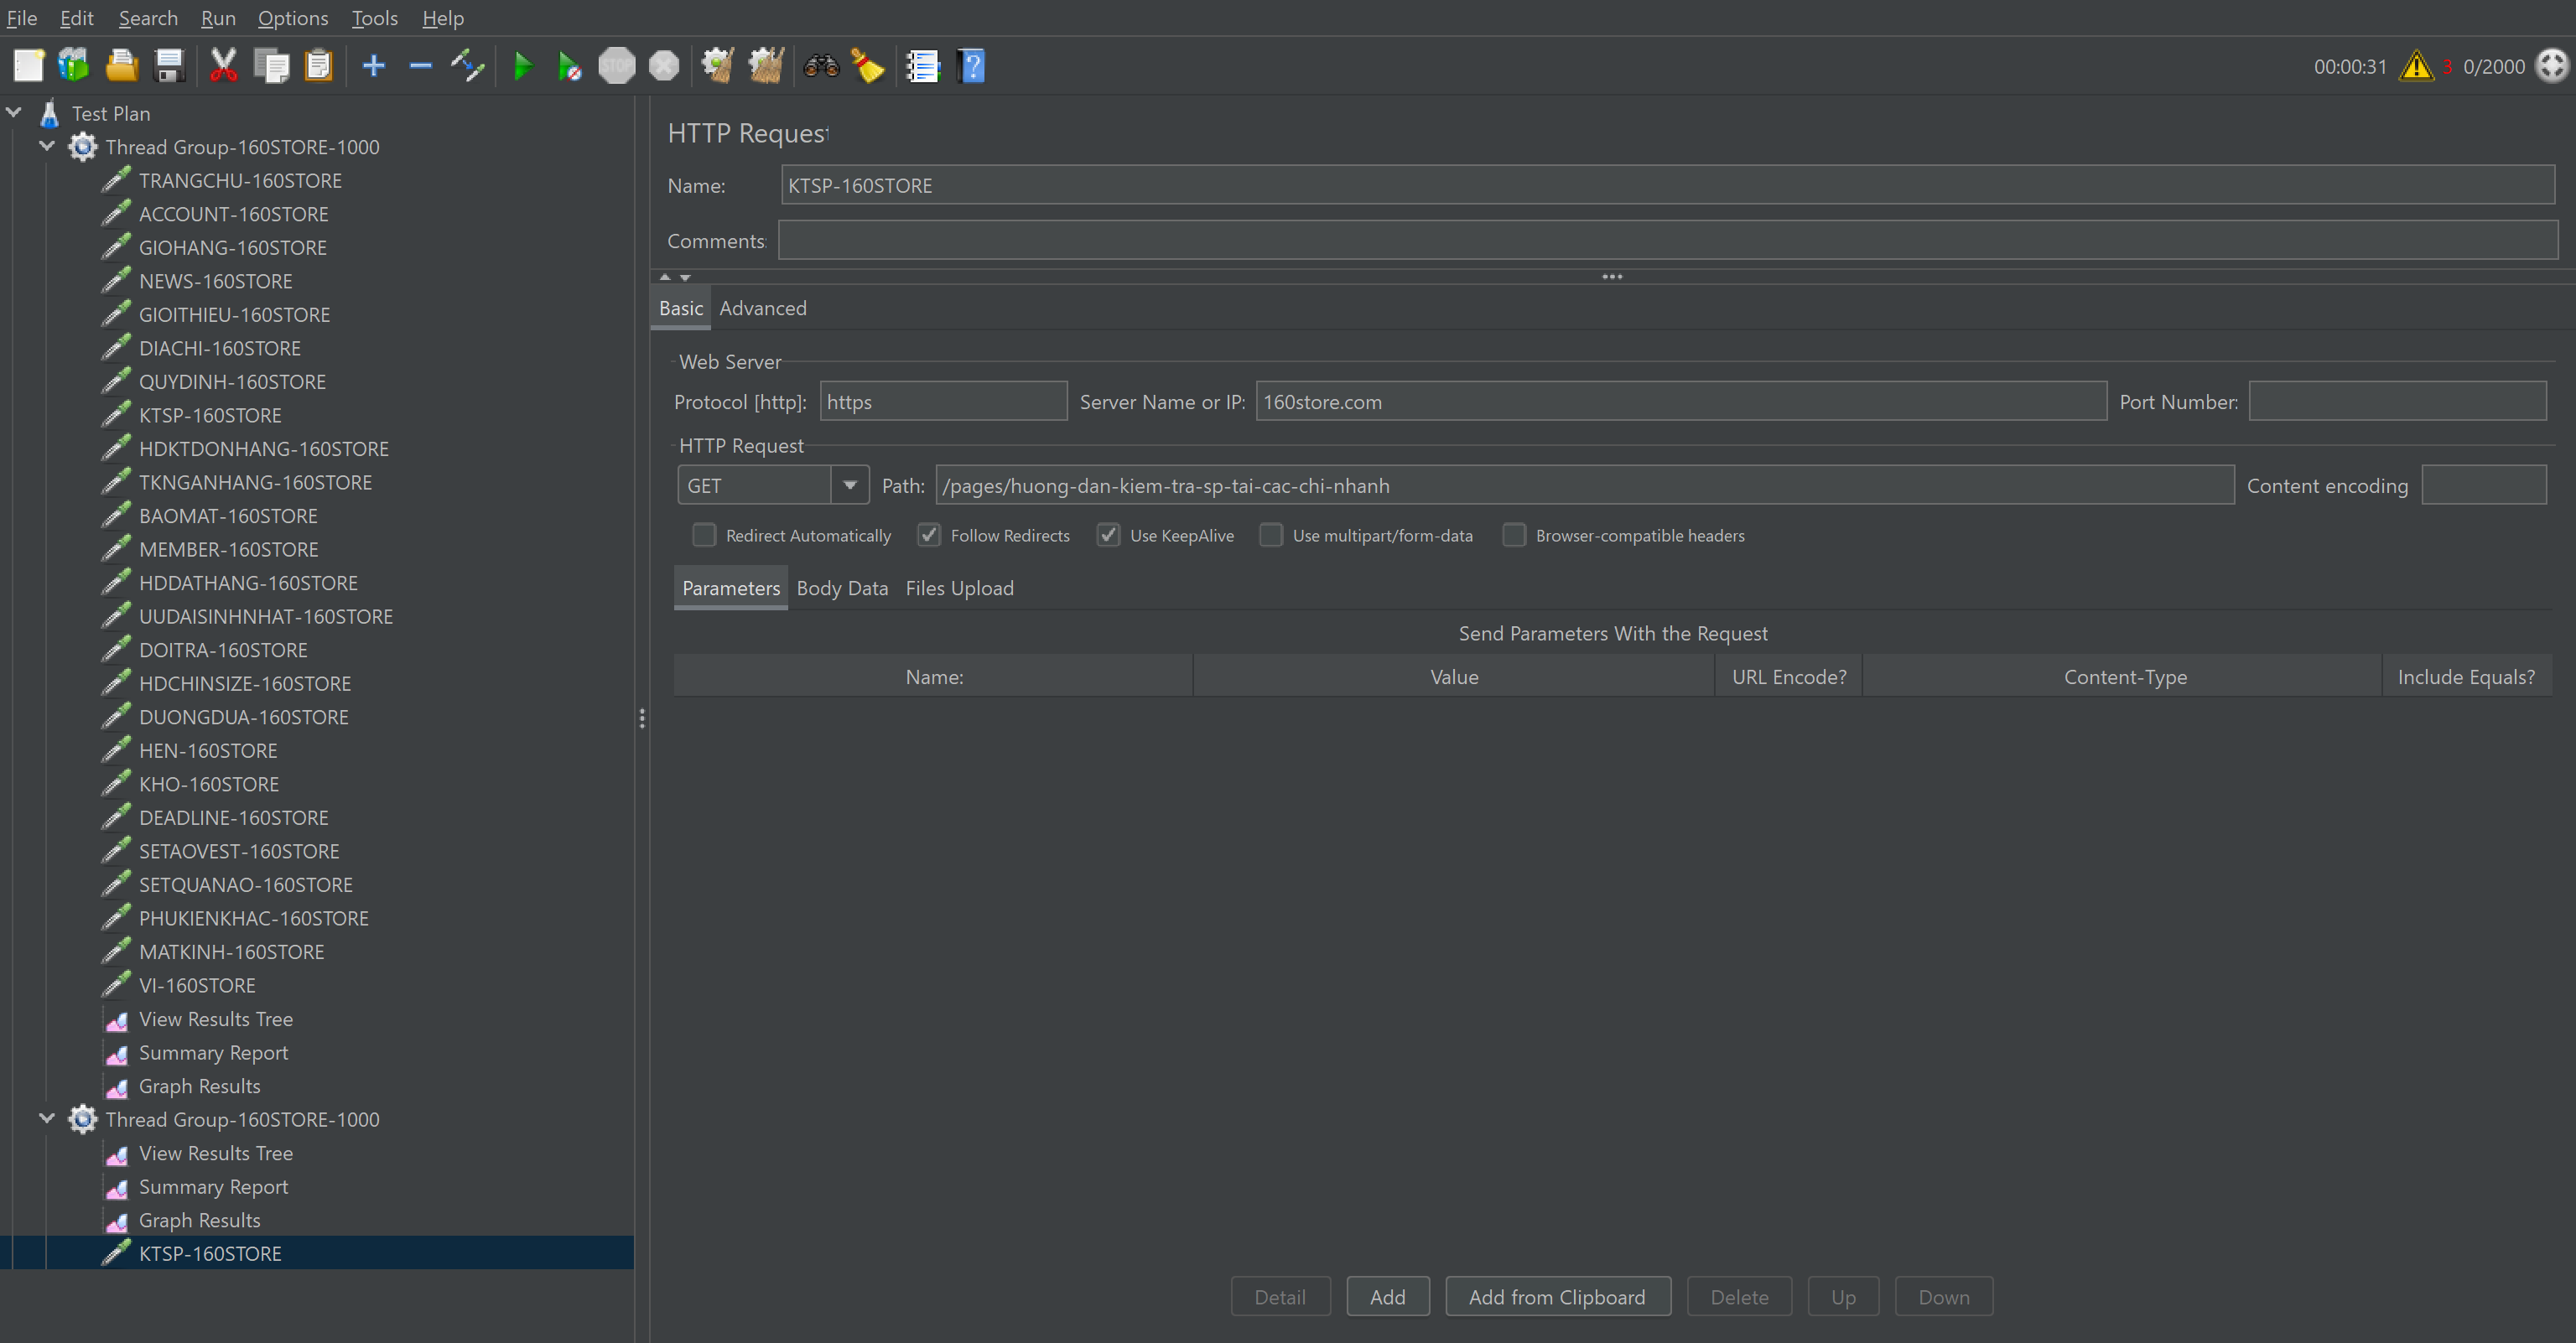 File Edit Search Run Options Tools Help
STOP
?
00:00:31 3 0/2000
Test Plan
Thread Group-160STORE-1000
TRANGCHU-160STORE
ACCOUNT-160STORE
GIOHANG-160STORE
NEWS-160STORE
GIOITHIEU-160STORE
DIACHI-160STORE
QUYDINH-160STORE
KTSP-160STORE
HDKTDONHANG-160STORE
TKNGANHANG-160STORE
BAOMAT-160STORE
MEMBER-160STORE
HDDATHANG-160STORE
UUDAISINHNHAT-160STORE
DOITRA-160STORE
HDCHINSIZE-160STORE
DUONGDUA-160STORE
HEN-160STORE
KHO-160STORE
DEADLINE-160STORE
SETAOVEST-160STORE
SETQUANAO-160STORE
PHUKIENKHAC-160STORE
MATKINH-160STORE
VI-160STORE
View Results Tree
Summary Report
Graph Results
Thread Group-160STORE-1000
View Results Tree
Summary Report
Graph Results
KTSP-160STORE
HTTP Request
Name: KTSP-160STORE
Comments:
Basic Advanced
Web Server
Protocol [http]: https Server Name or IP: 160store.com Port Number:
HTTP Request
GET Path: /pages/huong-dan-kiem-tra-sp-tai-cac-chi-nhanh Content encoding
Redirect Automatically Follow Redirects Use KeepAlive Use multipart/form-data Browser-compatible headers
Parameters Body Data Files Upload
Send Parameters With the Request
Name: Value URL Encode? Content-Type Include Equals?
Detail Add Add from Clipboard Delete Up Down